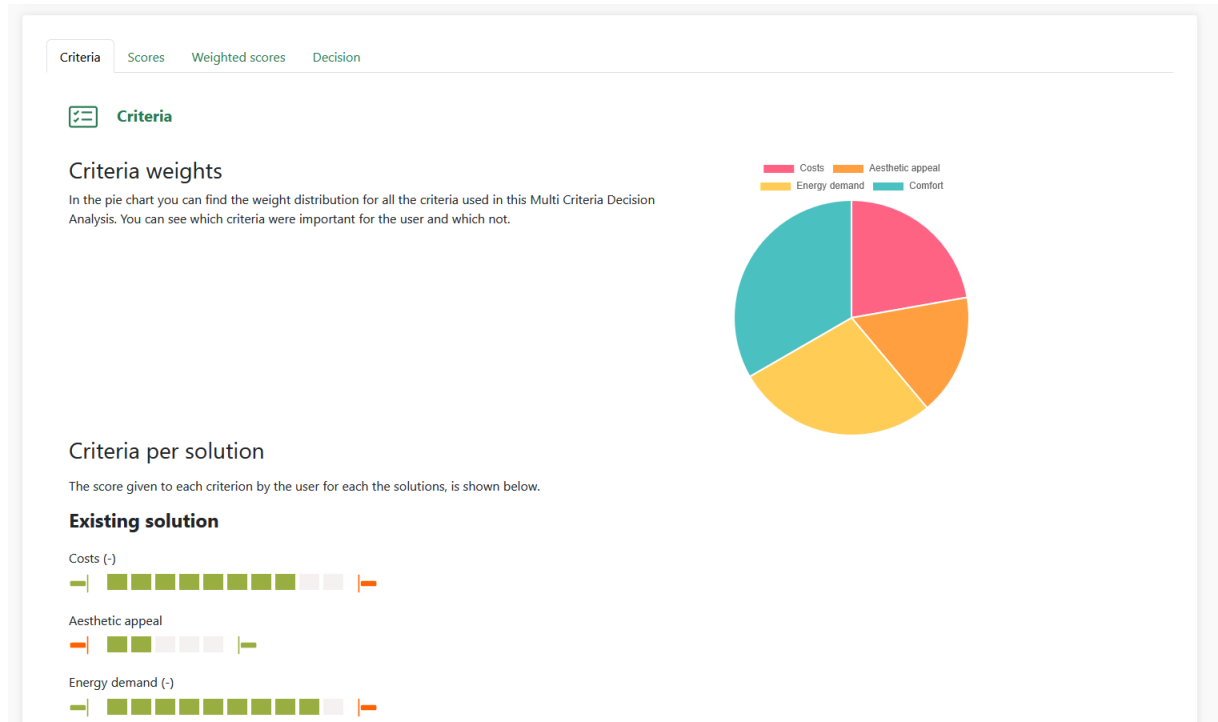 Criteria Scores Weighted scores Decision
Criteria
Criteria weights
In the pie chart you can find the weight distribution for all the criteria used in this Multi Criteria Decision
Analysis. You can see which criteria were important for the user and which not.
Costs Aesthetic appeal
Energy demand Comfort
Criteria per solution
The score given to each criterion by the user for each the solutions, is shown below.
Existing solution
Costs (-)
Aesthetic appeal
Energy demand (-)